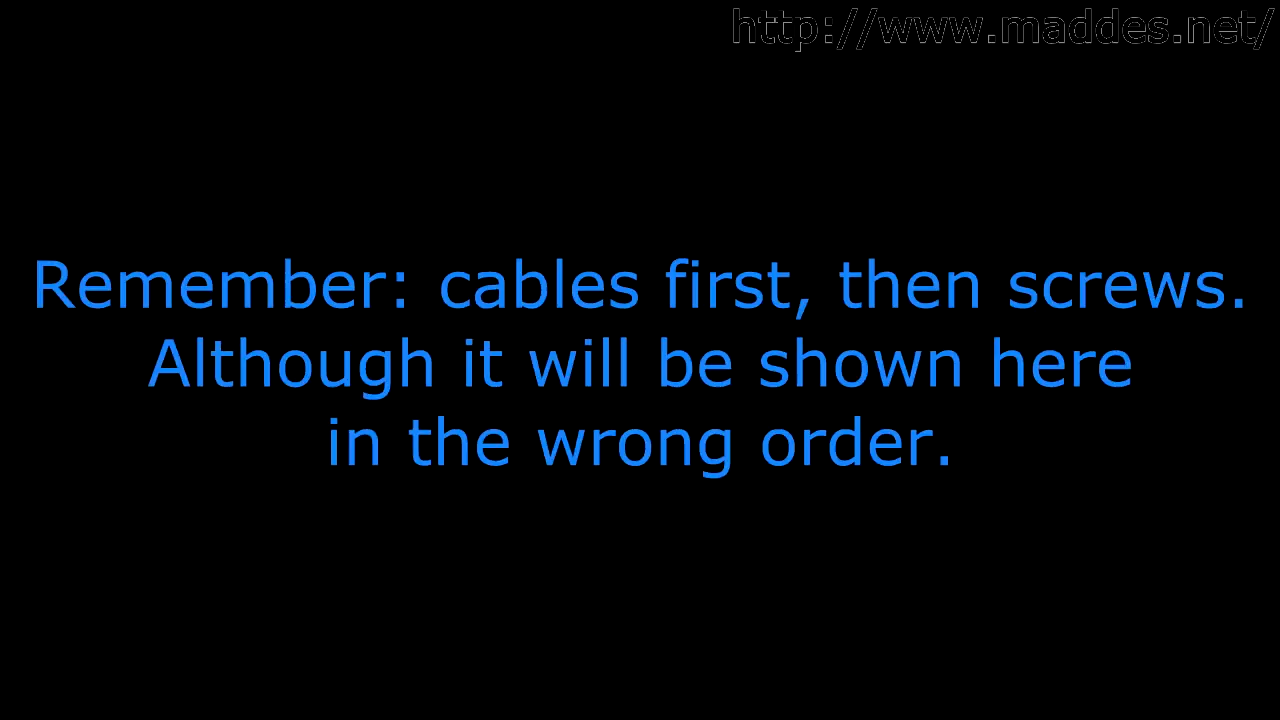 http://www.maddes.net/
Remember: cables first, then screws.
Although it will be shown here
in the wrong order.